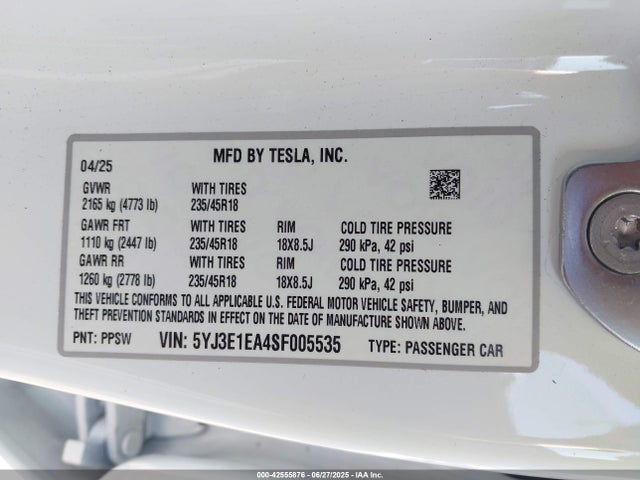 MFD BY TESLA, INC.
04/25
GVWR WITH TIRES
2165 kg (4773 lb) 235/45R18
GAWR FRT WITH TIRES RIM COLD TIRE PRESSURE
1110 kg (2447 lb) 235/45R18 18X8.5J 290 kPa, 42 psi
GAWR RR WITH TIRES RIM COLD TIRE PRESSURE
1260 kg (2778 lb) 235/45R18 18X8.5J 290 kPa, 42 psi
THIS VEHICLE CONFORMS TO ALL APPLICABLE U.S. FEDERAL MOTOR VEHICLE SAFETY, BUMPER, AND
THEFT PREVENTION STANDARDS IN EFFECT ON THE DATE OF MANUFACTURE SHOWN ABOVE.
PNT: PPSW VIN: 5YJ3E1EA4SF005535 TYPE: PASSENGER CAR
000-42555876 - 06/27/2025 - IAA Inc.